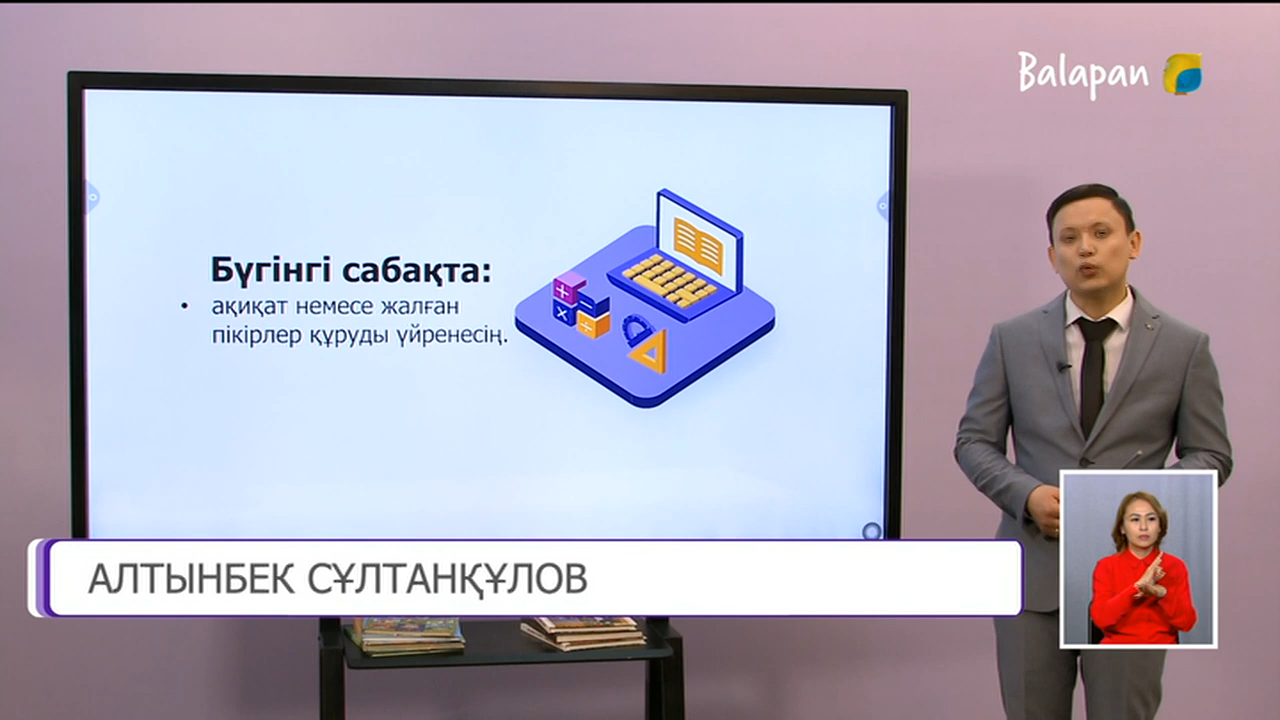 Balapan
Бүгінгі сабақта:
• ақиқат немесе жалған
пікірлер құруды үйренесің.
АЛТЫНБЕК СҰЛТАНҚҰЛОВ